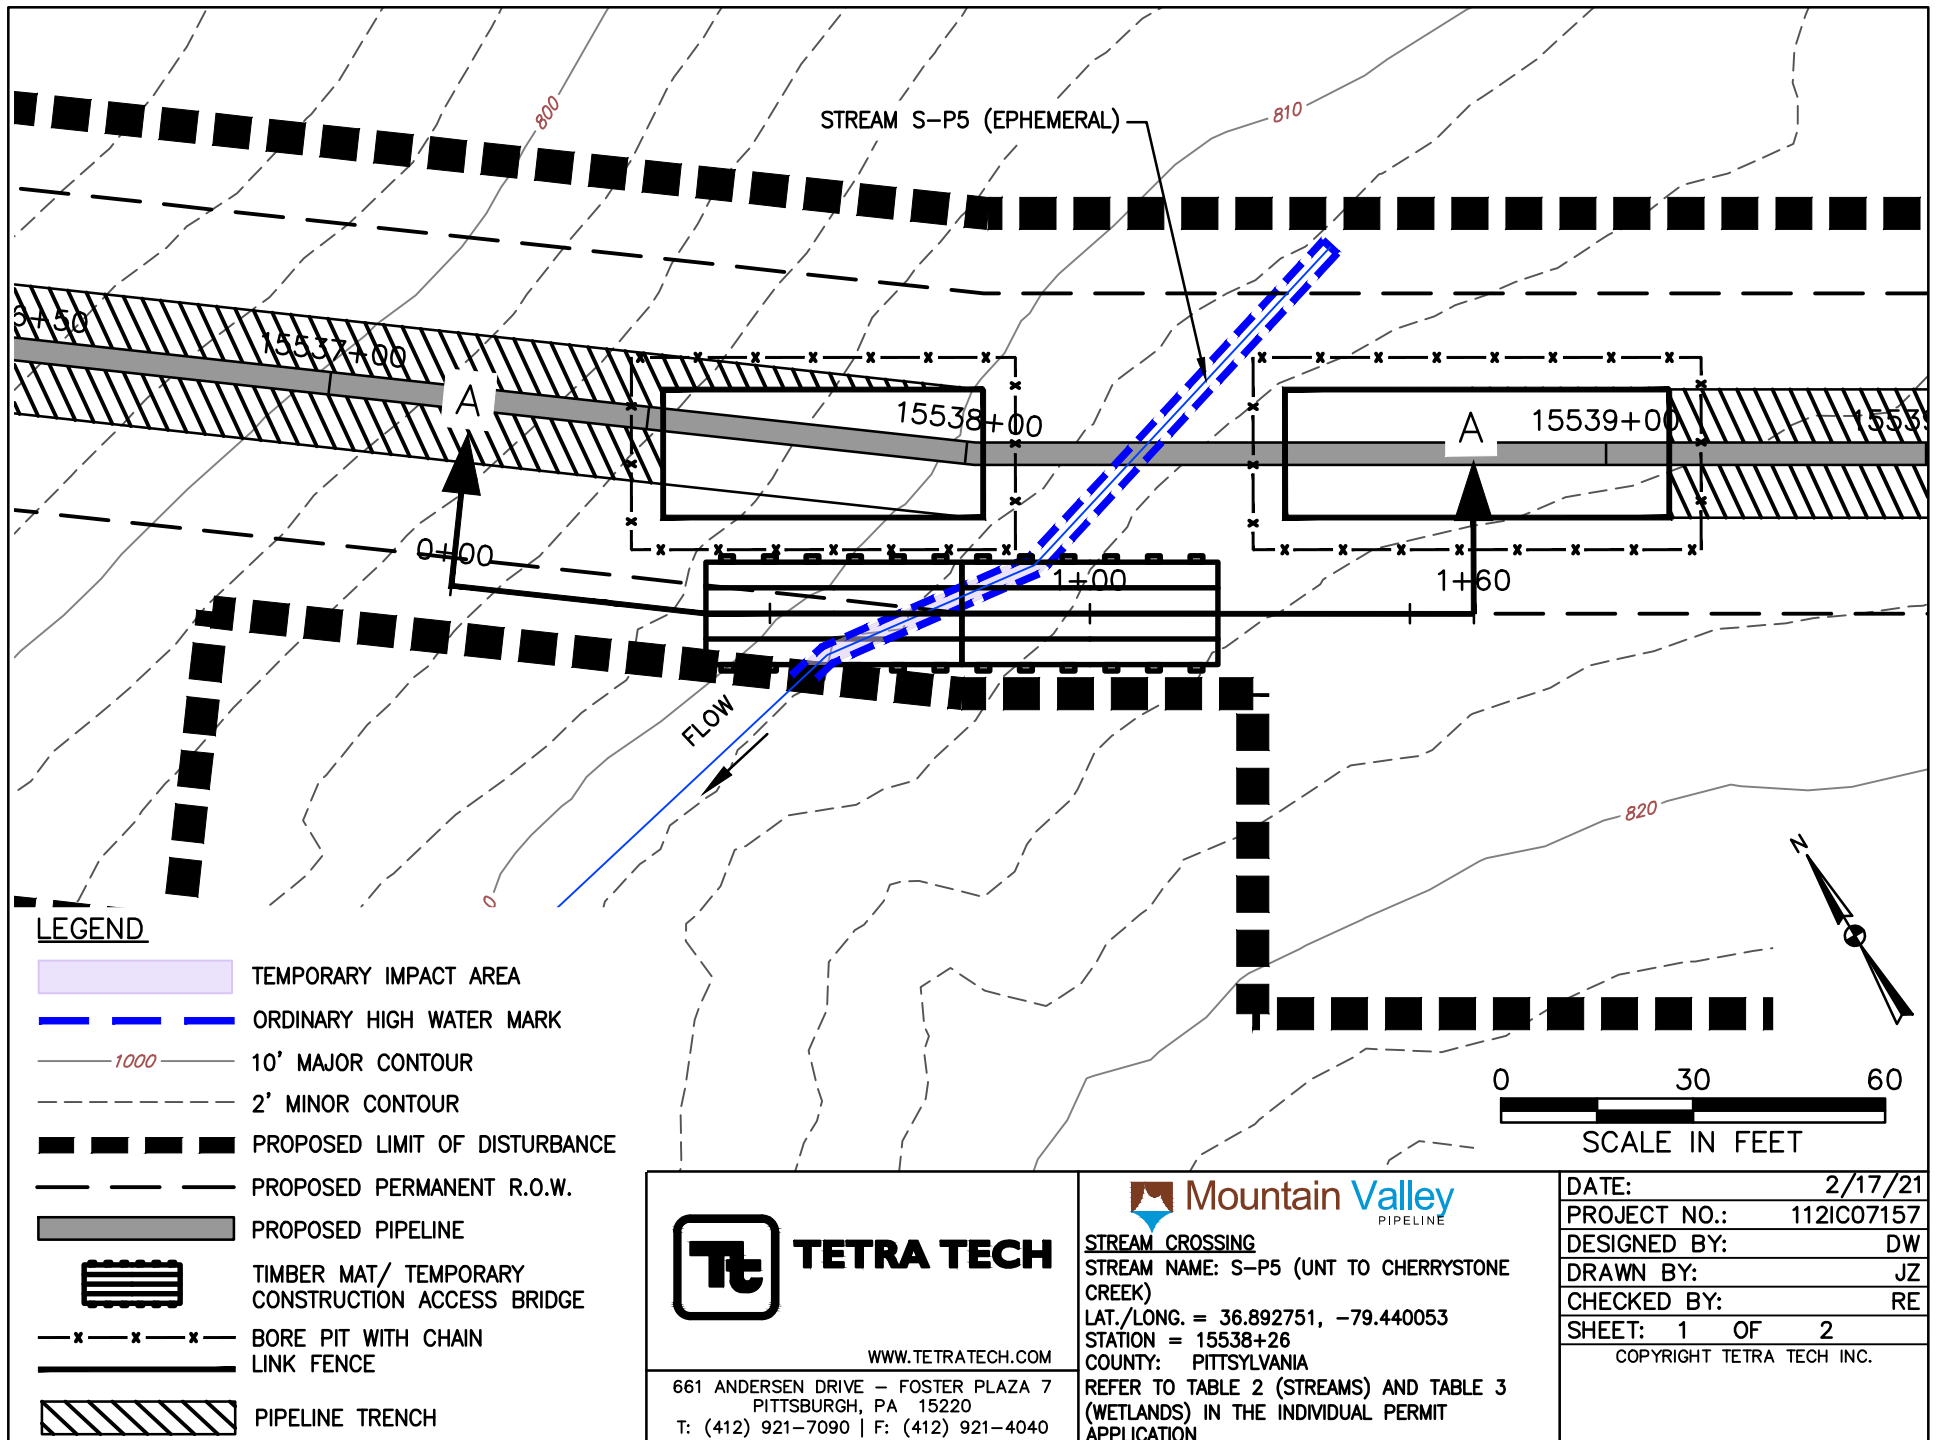 800
STREAM S-P5 (EPHEMERAL)
810
15537+00
15538+00
15539+00
A
A
0+00
1+00
1+60
FLOW
820
N
0
LEGEND
TEMPORARY IMPACT AREA
ORDINARY HIGH WATER MARK
1000
10' MAJOR CONTOUR
2' MINOR CONTOUR
PROPOSED LIMIT OF DISTURBANCE
PROPOSED PERMANENT R.O.W.
PROPOSED PIPELINE
TIMBER MAT/ TEMPORARY
CONSTRUCTION ACCESS BRIDGE
BORE PIT WITH CHAIN
LINK FENCE
PIPELINE TRENCH
0 30 60
SCALE IN FEET
Tt TETRA TECH
WWW.TETRATECH.COM
661 ANDERSEN DRIVE – FOSTER PLAZA 7
PITTSBURGH, PA 15220
T: (412) 921-7090 | F: (412) 921-4040
Mountain Valley
PIPELINE
STREAM CROSSING
STREAM NAME: S-P5 (UNT TO CHERRYSTONE
CREEK)
LAT./LONG. = 36.892751, -79.440053
STATION = 15538+26
COUNTY: PITTSYLVANIA
REFER TO TABLE 2 (STREAMS) AND TABLE 3
(WETLANDS) IN THE INDIVIDUAL PERMIT
APPLICATION
DATE: 2/17/21
PROJECT NO.: 112IC07157
DESIGNED BY: DW
DRAWN BY: JZ
CHECKED BY: RE
SHEET: 1 OF 2
COPYRIGHT TETRA TECH INC.